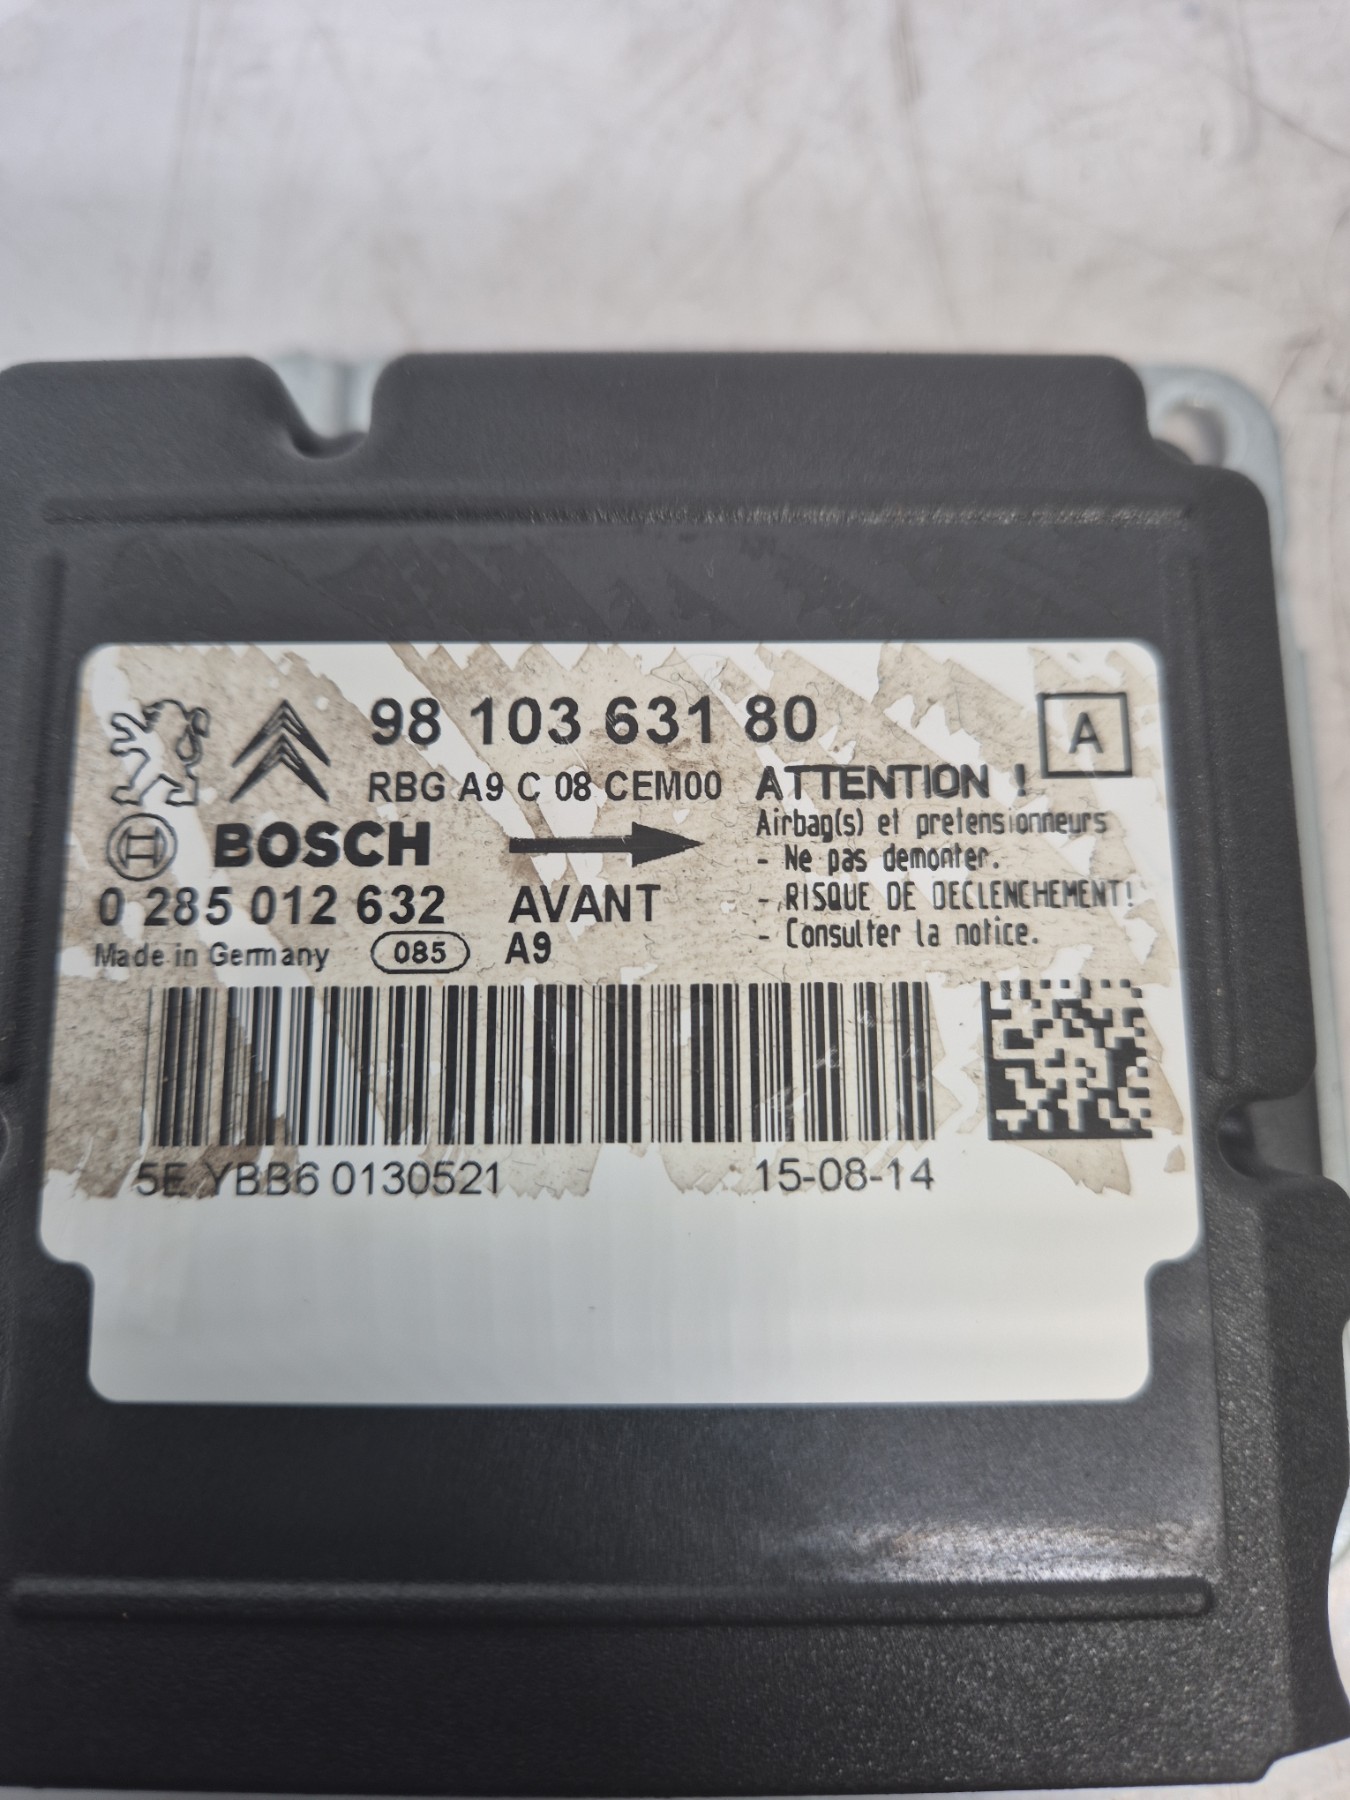 98 103 631 80
A
RBG A9 C 08 CEM00
ATTENTION !
Airbag(s) et pretensionneurs
- Ne pas demonter.
- RISQUE DE DECLENCHEMENT!
- Consulter la notice.
BOSCH
0 285 012 632
AVANT
Made in Germany
085
A9
5E YBB6 0130521
15-08-14